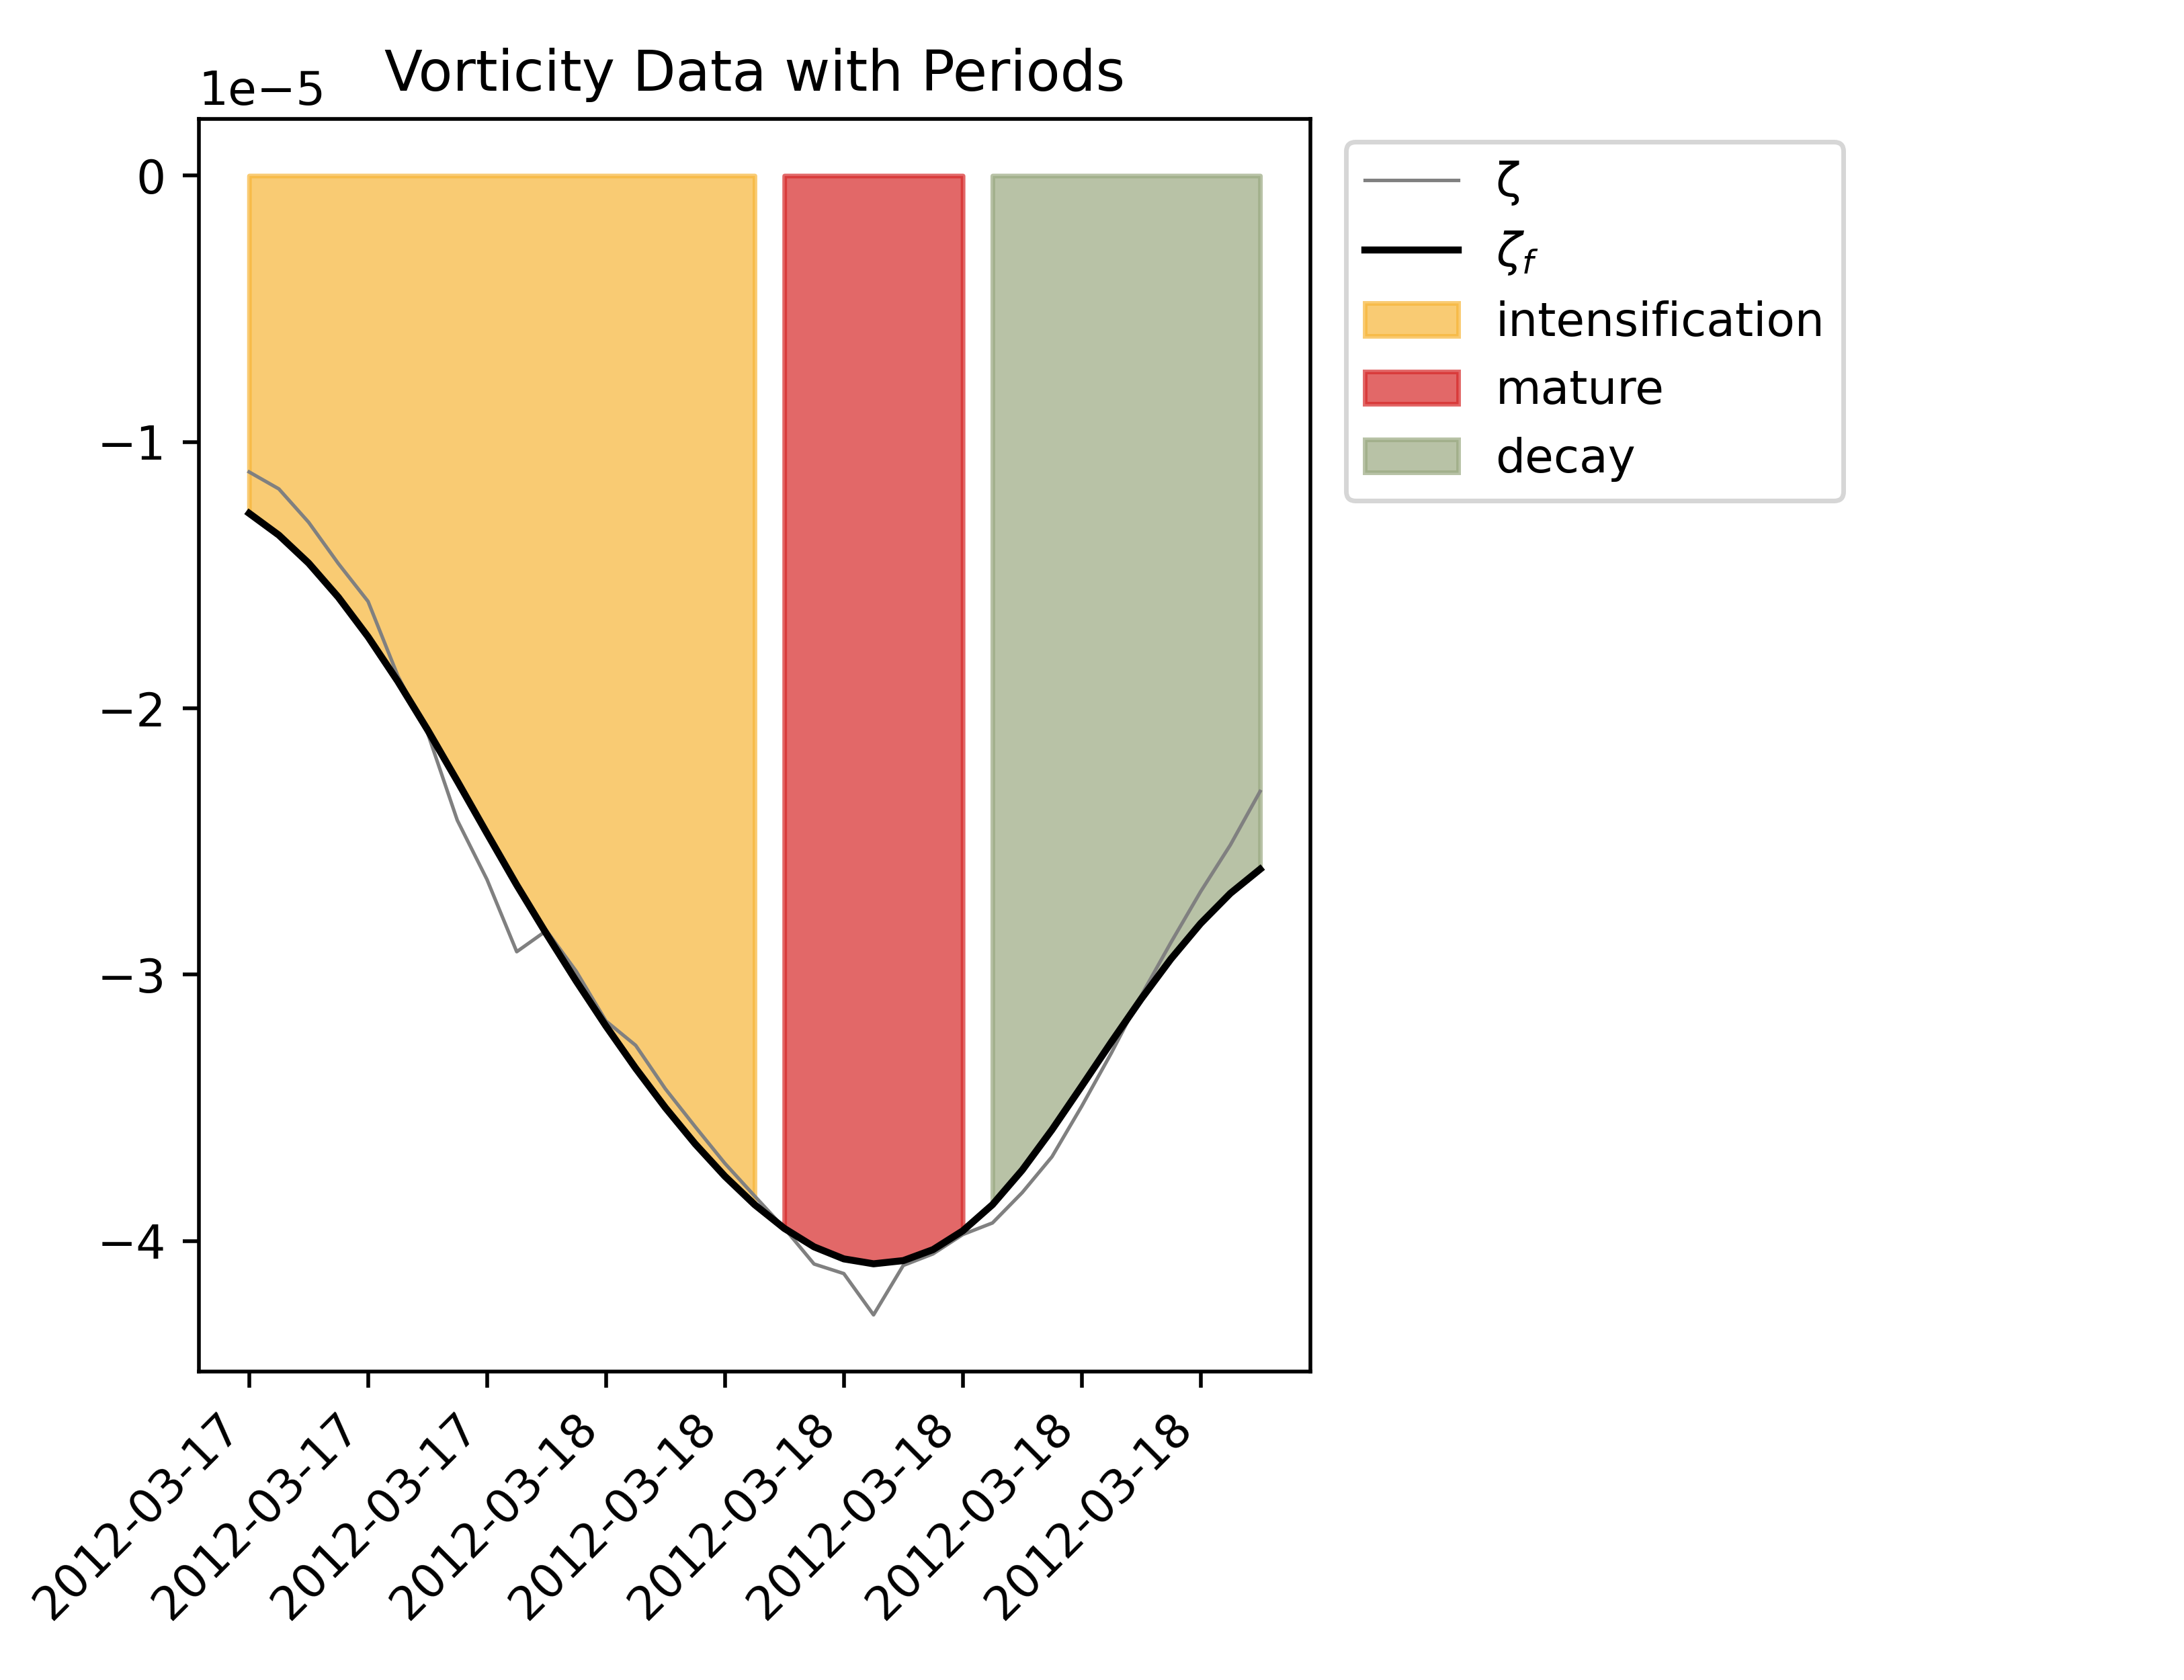 Vorticity Data with Periods
1e−5
0
−1
−2
−3
−4
2012-03-17
2012-03-17
2012-03-17
2012-03-18
2012-03-18
2012-03-18
2012-03-18
2012-03-18
2012-03-18
ζ
ζf
intensification
mature
decay